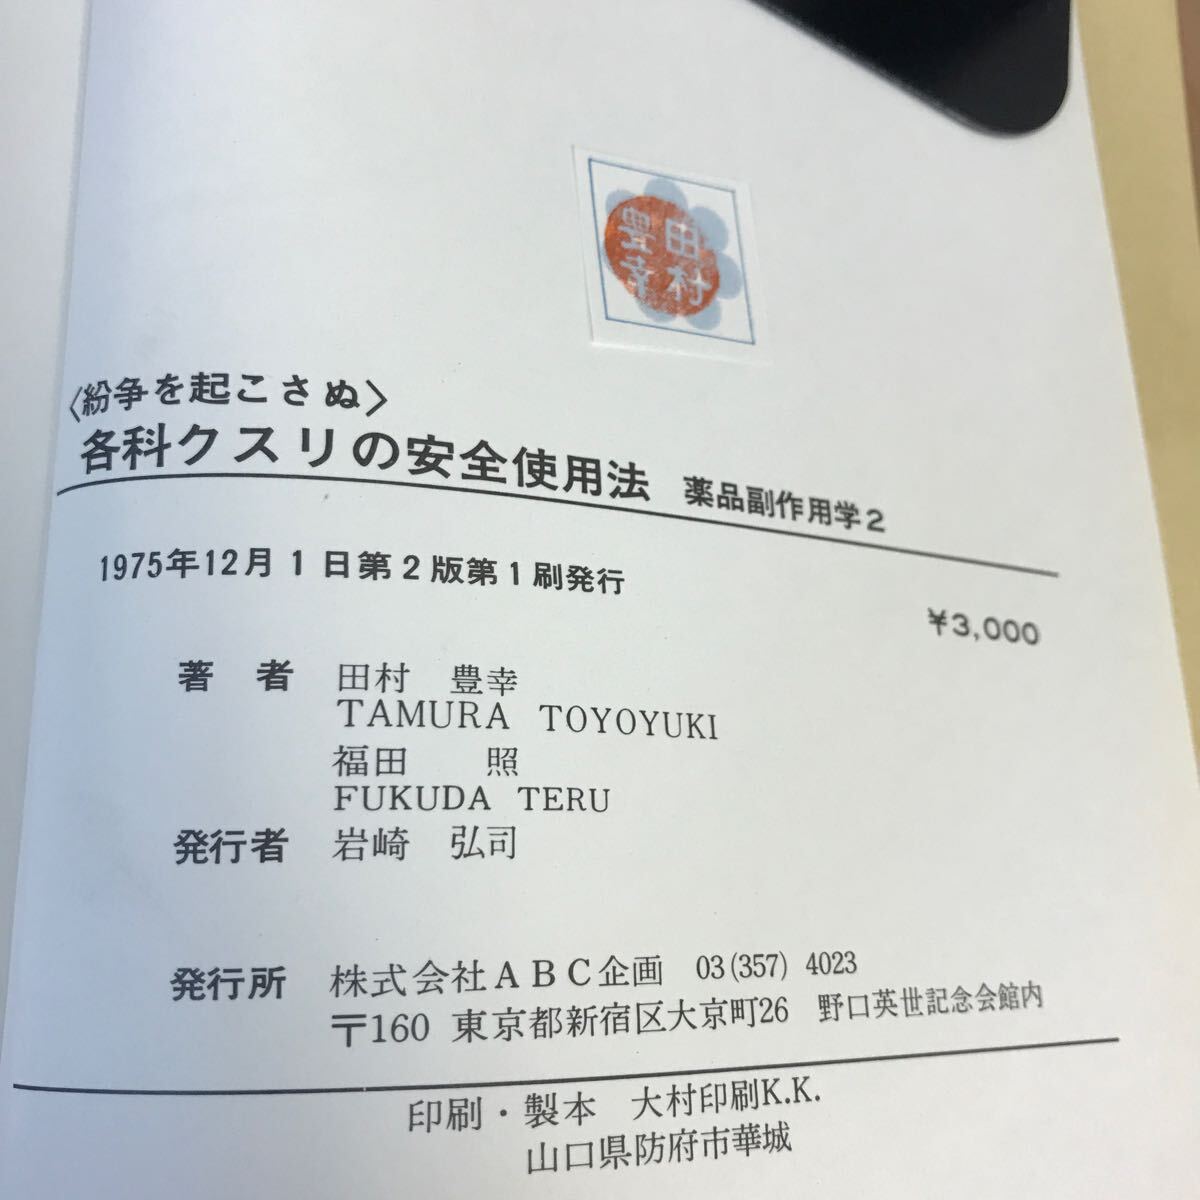 田村
豊幸
〈紛争を起こさぬ〉
各科クスリの安全使用法 薬品副作用学2
1975年12月1日第2版第1刷発行
¥3,000
著 者 田村 豊幸
TAMURA TOYOYUKI
福田 照
FUKUDA TERU
発行者 岩崎 弘司
発行所 株式会社ABC企画 03(357) 4023
〒160 東京都新宿区大京町26 野口英世記念会館内
印刷・製本 大村印刷K.K.
山口県防府市華城